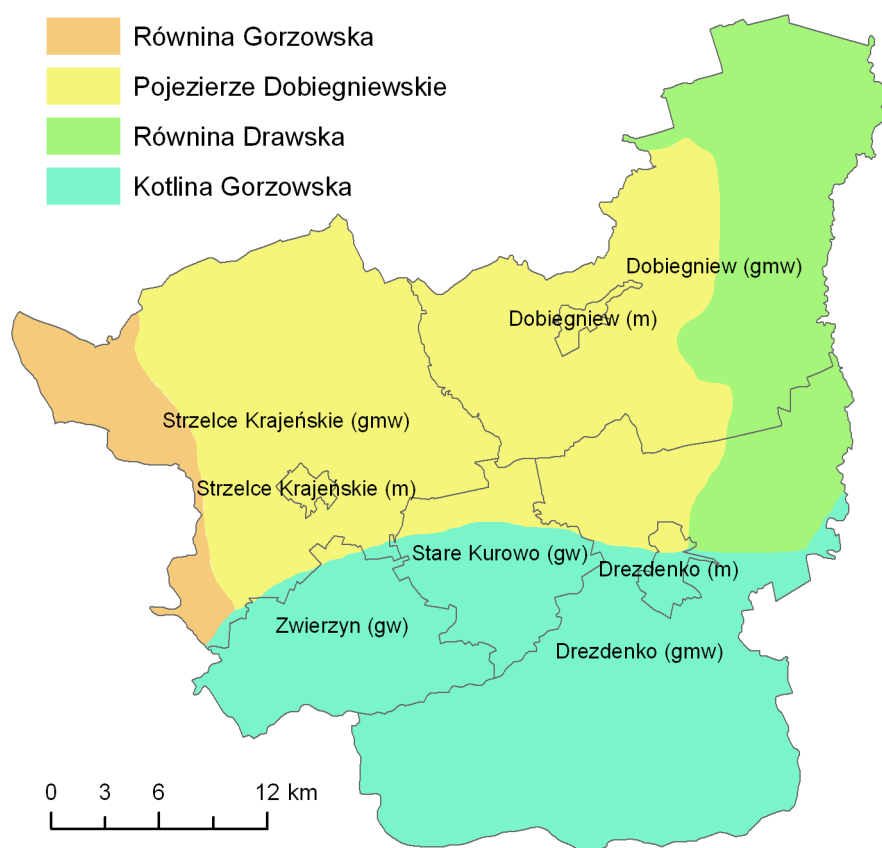 Równina Gorzowska
Pojezierze Dobiegniewskie
Równina Drawska
Kotlina Gorzowska
Dobiegniew (gmw)
Dobiegniew (m)
Strzelce Krajeńskie (gmw)
Strzelce Krajeńskie (m)
Stare Kurowo (gw)
Drezdenko (m)
Zwierzyn (gw)
Drezdenko (gmw)
0 3 6 12 km